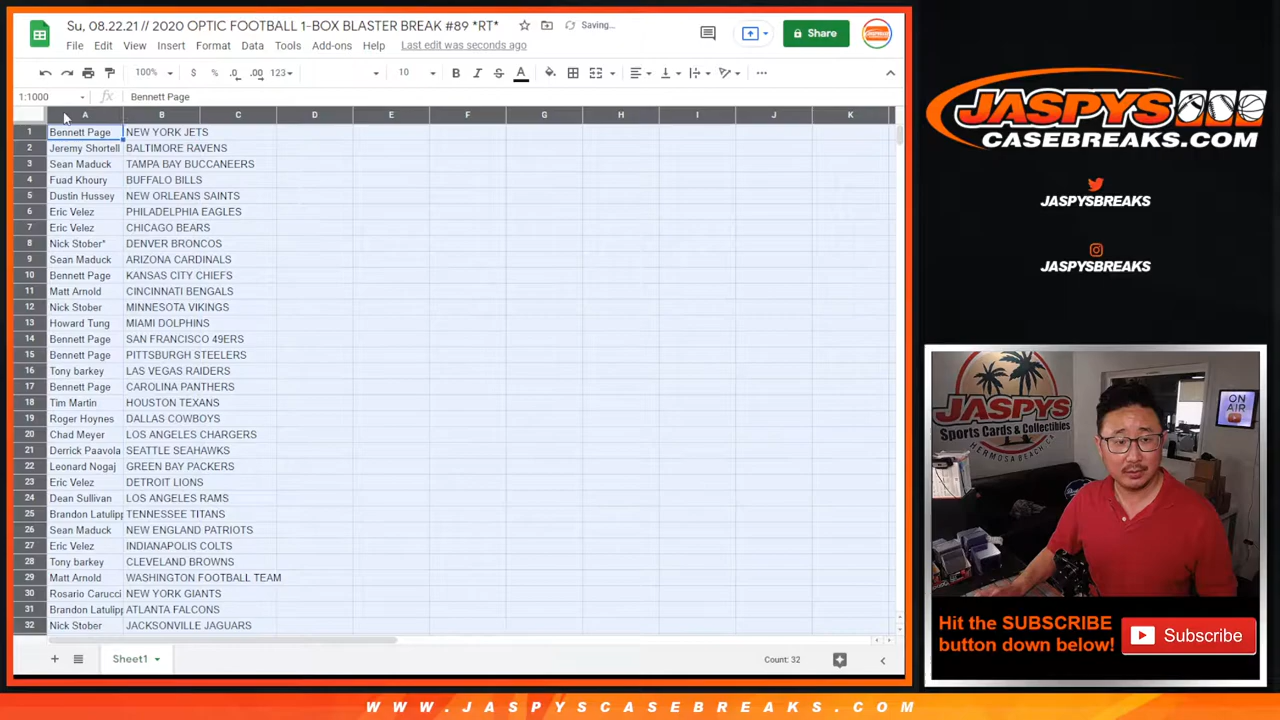 Su, 08.22.21 // 2020 OPTIC FOOTBALL 1-BOX BLASTER BREAK #89 *RT*
Saving...
File Edit View Insert Format Data Tools Add-ons Help Last edit was seconds ago
Share
100% $ % .0 .00 123 10 B I S A
1:1000 fx Bennett Page
A B C D E F G H I J K
1 Bennett Page NEW YORK JETS
2 Jeremy Shortell BALTIMORE RAVENS
3 Sean Maduck TAMPA BAY BUCCANEERS
4 Fuad Khoury BUFFALO BILLS
5 Dustin Hussey NEW ORLEANS SAINTS
6 Eric Velez PHILADELPHIA EAGLES
7 Eric Velez CHICAGO BEARS
8 Nick Stober* DENVER BRONCOS
9 Sean Maduck ARIZONA CARDINALS
10 Bennett Page KANSAS CITY CHIEFS
11 Matt Arnold CINCINNATI BENGALS
12 Nick Stober MINNESOTA VIKINGS
13 Howard Tung MIAMI DOLPHINS
14 Bennett Page SAN FRANCISCO 49ERS
15 Bennett Page PITTSBURGH STEELERS
16 Tony barkey LAS VEGAS RAIDERS
17 Bennett Page CAROLINA PANTHERS
18 Tim Martin HOUSTON TEXANS
19 Roger Hoynes DALLAS COWBOYS
20 Chad Meyer LOS ANGELES CHARGERS
21 Derrick Paavola SEATTLE SEAHAWKS
22 Leonard Nogaj GREEN BAY PACKERS
23 Eric Velez DETROIT LIONS
24 Dean Sullivan LOS ANGELES RAMS
25 Brandon Latulipp TENNESSEE TITANS
26 Sean Maduck NEW ENGLAND PATRIOTS
27 Eric Velez INDIANAPOLIS COLTS
28 Tony barkey CLEVELAND BROWNS
29 Matt Arnold WASHINGTON FOOTBALL TEAM
30 Rosario Carucci NEW YORK GIANTS
31 Brandon Latulipp ATLANTA FALCONS
32 Nick Stober JACKSONVILLE JAGUARS
Sheet1
Count: 32
JASPYS
CASEBREAKS.COM
JASPYSBREAKS
JASPYSBREAKS
JASPYS
Sports Cards & Collectibles
HERMOSA BEACH, CA
ON AIR
Hit the SUBSCRIBE
button down below!
Subscribe
WWW.JASPYSCASEBREAKS.COM